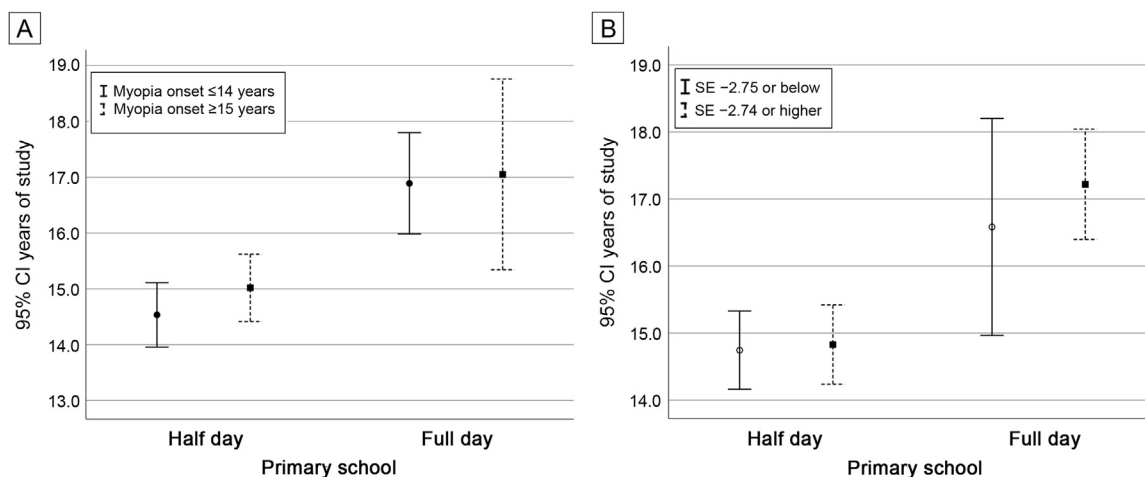 A
19.0
18.0
17.0
16.0
15.0
14.0
13.0
95% CI years of study
Myopia onset ≤14 years
Myopia onset ≥15 years
Half day
Full day
Primary school
B
19.0
18.0
17.0
16.0
15.0
14.0
95% CI years of study
SE −2.75 or below
SE −2.74 or higher
Half day
Full day
Primary school